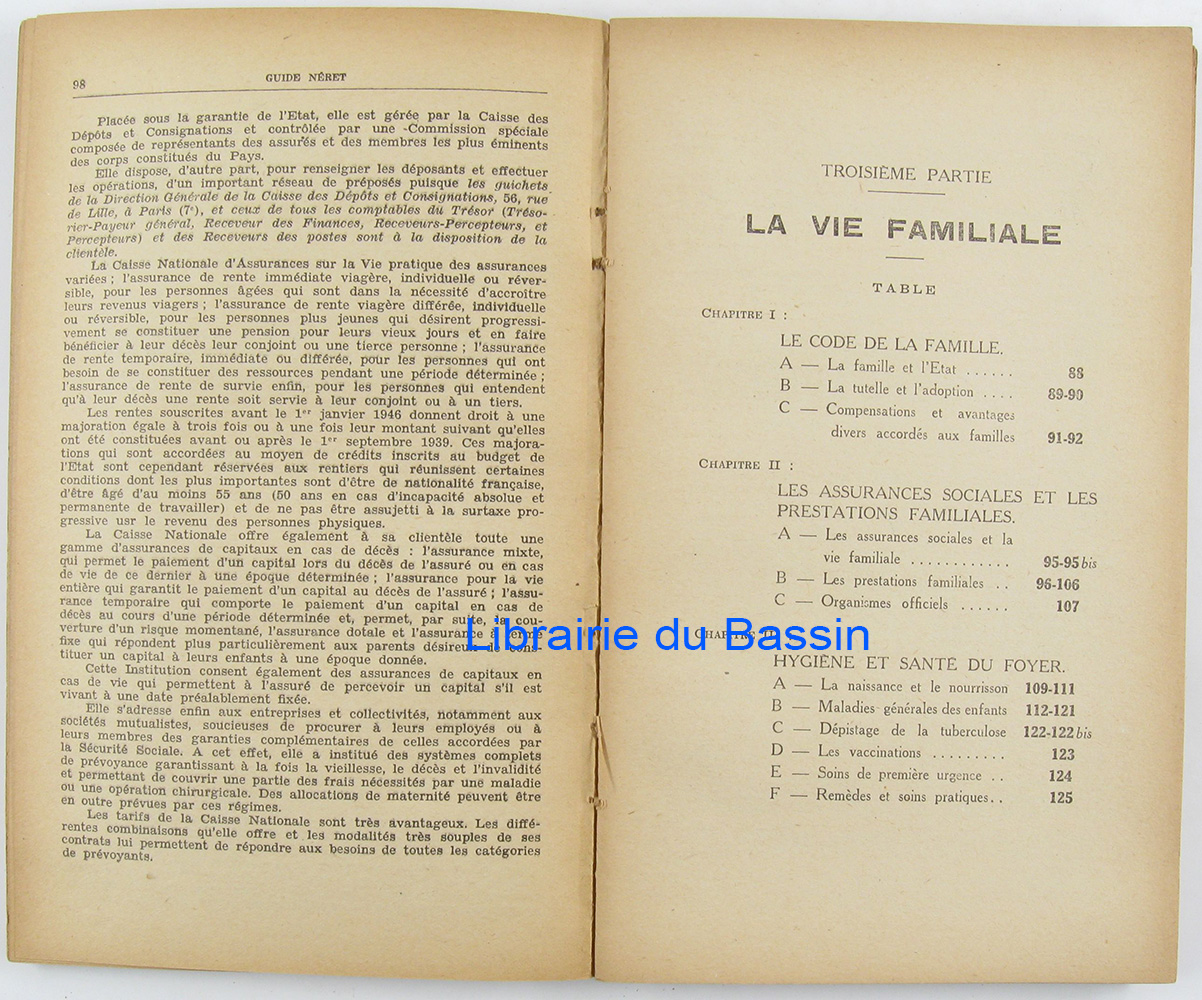 98
GUIDE NÉRET
Placée sous la garantie de l'Etat, elle est gérée par la Caisse des
Dépôts et Consignations et contrôlée par une -Commission spéciale
composée de représentants des assurés et des membres les plus éminents
des corps constitués du Pays.
Elle dispose, d'autre part, pour renseigner les déposants et effectuer
les opérations, d'un important réseau de préposés puisque les guichets
de la Direction Générale de la Caisse des Dépôts et Consignations, 56, rue
de Lille, à Paris (7e), et ceux de tous les comptables du Trésor (Tréso-
rier-Payeur général, Receveur des Finances, Receveurs-Percepteurs, et
Percepteurs) et des Receveurs des postes sont à la disposition de la
clientèle.
La Caisse Nationale d'Assurances sur la Vie pratique des assurances
variées ; l'assurance de rente immédiate viagère, individuelle ou réver-
sible, pour les personnes âgées qui sont dans la nécessité d'accroître
leurs revenus viagers ; l'assurance de rente viagère différée, individuelle
ou réversible, pour les personnes plus jeunes qui désirent progressi-
vement se constituer une pension pour leurs vieux jours et en faire
bénéficier à leur décès leur conjoint ou une tierce personne ; l'assurance
de rente temporaire, immédiate ou différée, pour les personnes qui ont
besoin de se constituer des ressources pendant une période déterminée ;
l'assurance de rente de survie enfin, pour les personnes qui entendent
qu'à leur décès une rente soit servie à leur conjoint ou à un tiers.
Les rentes souscrites avant le 1er janvier 1946 donnent droit à une
majoration égale à trois fois ou à une fois leur montant suivant qu'elles
ont été constituées avant ou après le 1er septembre 1939. Ces majora-
tions qui sont accordées au moyen de crédits inscrits au budget de
l'Etat sont cependant réservées aux rentiers qui réunissent certaines
conditions dont les plus importantes sont d'être de nationalité française,
d'être âgé d'au moins 55 ans (50 ans en cas d'incapacité absolue et
permanente de travailler) et de ne pas être assujetti à la surtaxe pro-
gressive usr le revenu des personnes physiques.
La Caisse Nationale offre également à sa clientèle toute une
gamme d'assurances de capitaux en cas de décès : l'assurance mixte,
qui permet le paiement d'un capital lors du décès de l'assuré ou en cas
de vie de ce dernier à une époque déterminée ; l'assurance pour la vie
entière qui garantit le paiement d'un capital au décès de l'assuré ; l'assu-
rance temporaire qui comporte le paiement d'un capital en cas de
décès au cours d'une période déterminée et, permet, par suite, la cou-
verture d'un risque momentané, l'assurance dotale et l'assurance à terme
fixe qui répondent plus particulièrement aux parents désireux de cons-
tituer un capital à leurs enfants à une époque donnée.
Cette Institution consent également des assurances de capitaux en
cas de vie qui permettent à l'assuré de percevoir un capital s'il est
vivant à une date préalablement fixée.
Elle s'adresse enfin aux entreprises et collectivités, notamment aux
sociétés mutualistes, soucieuses de procurer à leurs employés ou à
leurs membres des garanties complémentaires de celles accordées par
la Sécurité Sociale. A cet effet, elle a institué des systèmes complets
de prévoyance garantissant à la fois la vieillesse, le décès et l'invalidité
et permettant de couvrir une partie des frais nécessités par une maladie
ou une opération chirurgicale. Des allocations de maternité peuvent être
en outre prévues par ces régimes.
Les tarifs de la Caisse Nationale sont très avantageux. Les diffé-
rentes combinaisons qu'elle offre et les modalités très souples de ses
contrats lui permettent de répondre aux besoins de toutes les catégories
de prévoyants.
TROISIÈME PARTIE
LA VIE FAMILIALE
TABLE
CHAPITRE I :
LE CODE DE LA FAMILLE.
A — La famille et l'Etat ...... 88
B — La tutelle et l'adoption .... 89-90
C — Compensations et avantages
divers accordés aux familles 91-92
CHAPITRE II :
LES ASSURANCES SOCIALES ET LES
PRESTATIONS FAMILIALES.
A — Les assurances sociales et la
vie familiale ............ 95-95 bis
B — Les prestations familiales .. 96-106
C — Organismes officiels ...... 107
Librairie du Bassin
CHAPITRE
HYGIÈNE ET SANTÉ DU FOYER.
A — La naissance et le nourrisson 109-111
B — Maladies générales des enfants 112-121
C — Dépistage de la tuberculose 122-122 bis
D — Les vaccinations ......... 123
E — Soins de première urgence .. 124
F — Remèdes et soins pratiques.. 125